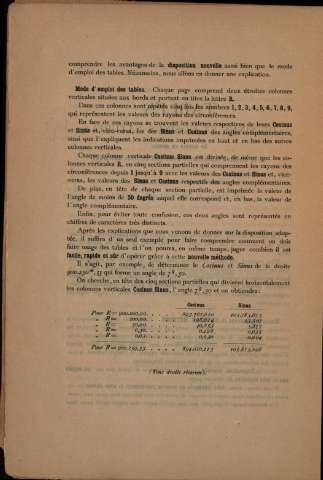 comprendre les avantages de la disposition nouvelle aussi bien que le mode
d'emploi des tables. Néanmoins, nous allons en donner une explication.
Mode d'emploi des tables. Chaque page comprend deux étroites colonnes
verticales situées aux bords et portant en titre la lettre R.
Dans ces colonnes sont répétés cinq fois les nombres 1, 2, 3, 4, 5, 6, 7, 8, 9,
qui représentent les valeurs des rayons des circonférences.
En face de ces rayons se trouvent les valeurs respectives de leurs Cosinus
et Sinus et, vice-versa, les des Sinus et Cosinus des angles complémentaires,
ainsi que l'expliquent les indications imprimées en haut et en bas des autres
colonnes verticales.
Chaque colonne verticale Cosinus Sinus est divisée, de même que les co-
lonnes verticales R, en cinq sections partielles qui comprennent les rayons des
circonférences depuis 1 jusqu'à 9 avec les valeurs des Cosinus et Sinus et, vice-
versa, les valeurs des Sinus et Cosinus respectifs des angles complémentaires.
De plus, en tête de chaque section partielle, est imprimée la valeur de
l'angle de moins de 50 degrés auquel elle correspond et, en bas, la valeur de
l'angle complémentaire.
Enfin, pour éviter toute confusion, ces deux angles sont représentés en
chiffres de caractères très distincts.
Après les explications que nous venons de donner sur la disposition adop-
tée, il suffira d'un seul exemple pour faire comprendre comment on doit
faire usage des tables et l'on pourra, en même temps, juger combien il est
facile, rapide et sûr d'opérer grâce à cette nouvelle méthode.
Il s'agit, par exemple, de déterminer le Cosinus et Sinus de la droite
qui forme un angle de 7
On cherche, en tête des cinq sections partielles qui divisent horizontalement
les colonnes verticales Cosinus Sinus, l'angle 7 et on obtiendra:
Cosinus Sinus
Pour R =
" R =
" R =
" R =
" R =
Pour R =
(Tous droits réservés).